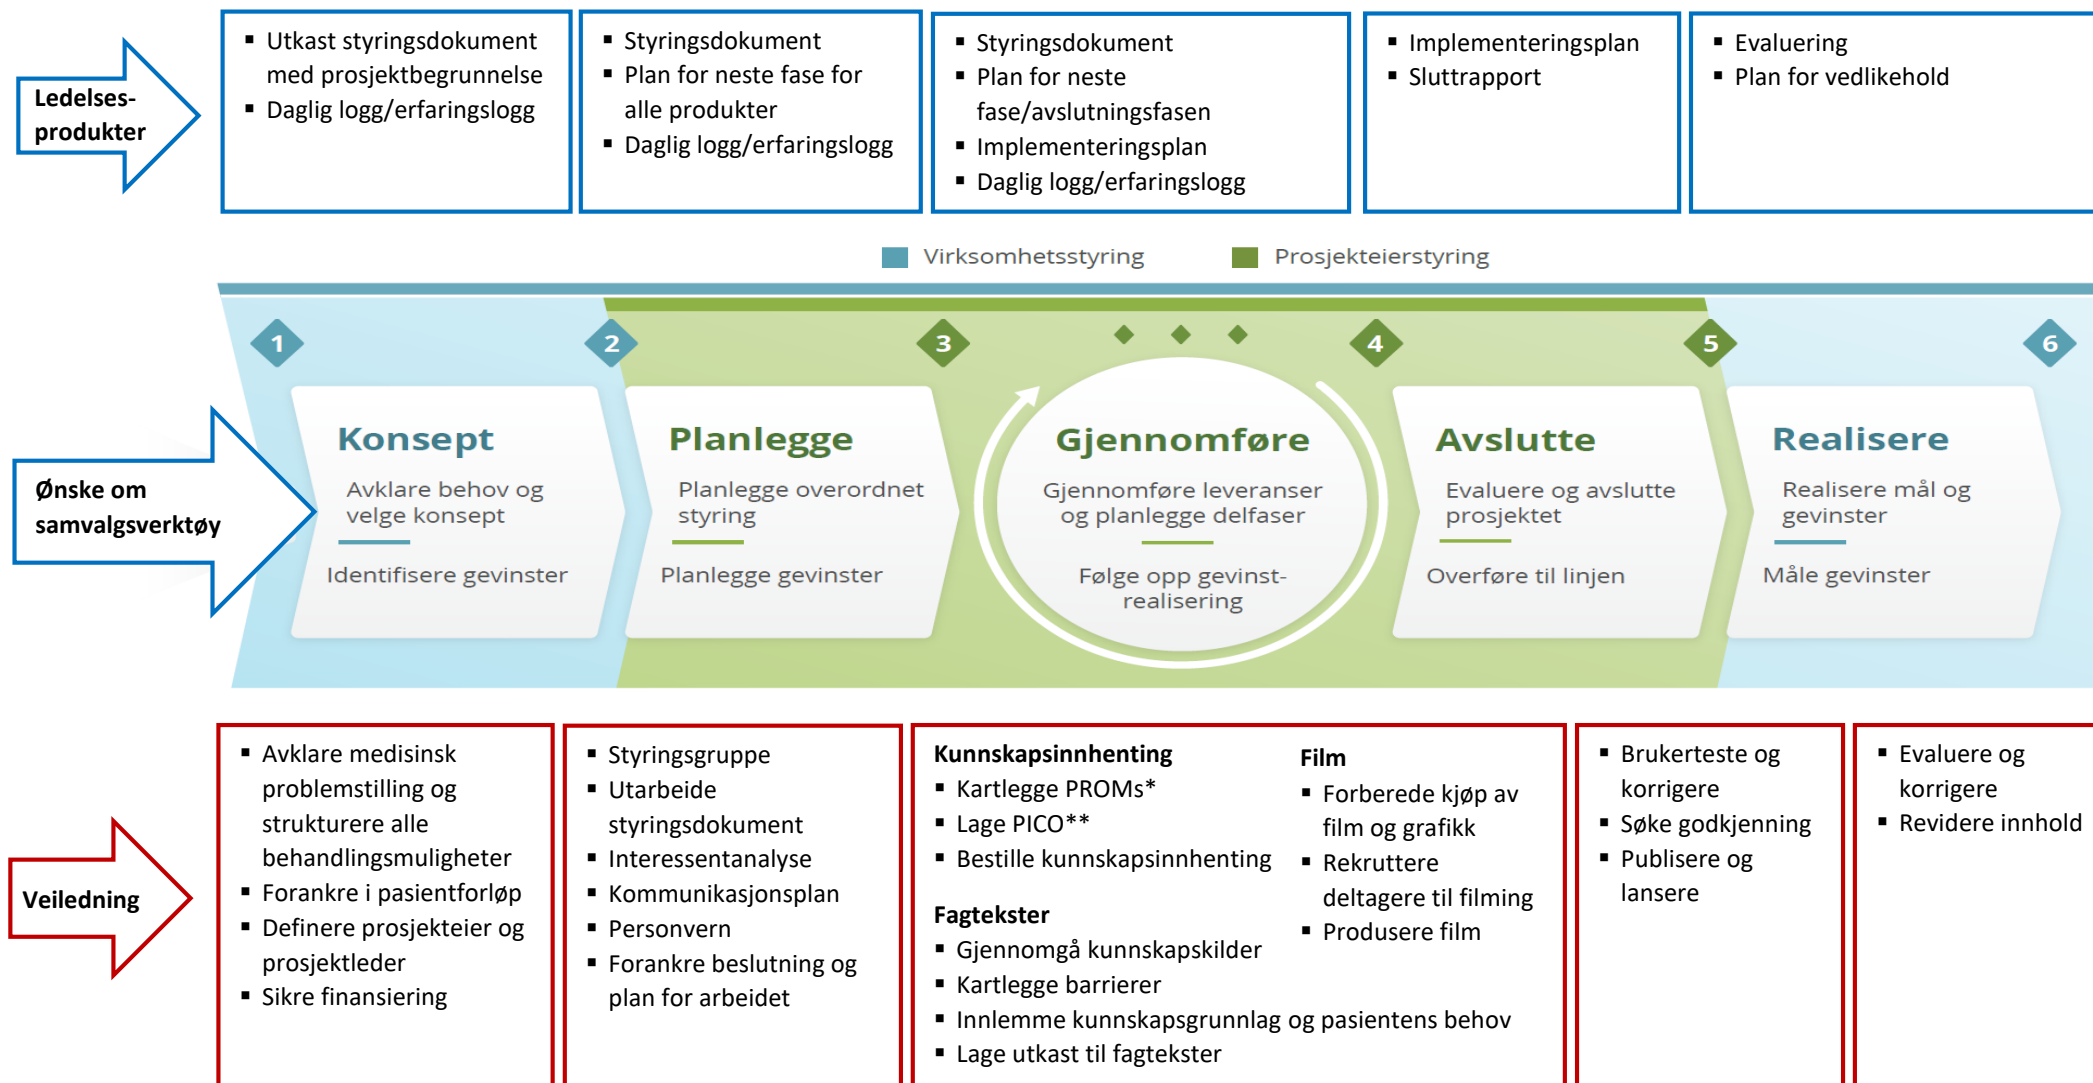 Ledelses-
produkter
▪ Utkast styringsdokument
med prosjektbegrunnelse
▪ Daglig logg/erfaringslogg
▪ Styringsdokument
▪ Plan for neste fase for
alle produkter
▪ Daglig logg/erfaringslogg
▪ Styringsdokument
▪ Plan for neste
fase/avslutningsfasen
▪ Implementeringsplan
▪ Daglig logg/erfaringslogg
▪ Implementeringsplan
▪ Sluttrapport
▪ Evaluering
▪ Plan for vedlikehold
Virksomhetsstyring
Prosjekteierstyring
1
2
3
4
5
6
Ønske om
samvalgsverktøy
Konsept
Avklare behov og
velge konsept
Identifisere gevinster
Planlegge
Planlegge overordnet
styring
Planlegge gevinster
Gjennomføre
Gjennomføre leveranser
og planlegge delfaser
Følge opp gevinst-
realisering
Avslutte
Evaluere og avslutte
prosjektet
Overføre til linjen
Realisere
Realisere mål og
gevinster
Måle gevinster
Veiledning
▪ Avklare medisinsk
problemstilling og
strukturere alle
behandlingsmuligheter
▪ Forankre i pasientforløp
▪ Definere prosjekteier og
prosjektleder
▪ Sikre finansiering
▪ Styringsgruppe
▪ Utarbeide
styringsdokument
▪ Interessentanalyse
▪ Kommunikasjonsplan
▪ Personvern
▪ Forankre beslutning og
plan for arbeidet
Kunnskapsinnhenting
▪ Kartlegge PROMs*
▪ Lage PICO**
▪ Bestille kunnskapsinnhenting
Fagtekster
▪ Gjennomgå kunnskapskilder
▪ Kartlegge barrierer
▪ Innlemme kunnskapsgrunnlag og pasientens behov
▪ Lage utkast til fagtekster
Film
▪ Forberede kjøp av
film og grafikk
▪ Rekruttere
deltagere til filming
▪ Produsere film
▪ Brukerteste og
korrigere
▪ Søke godkjenning
▪ Publisere og
lansere
▪ Evaluere og
korrigere
▪ Revidere innhold